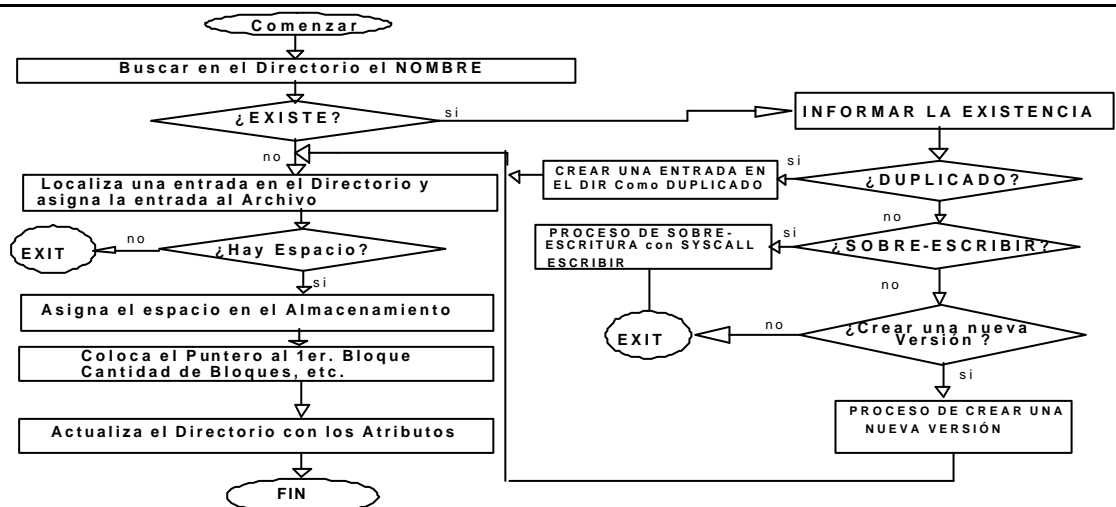 Comenzar
Buscar en el Directorio el NOMBRE
¿EXISTE?
si
no
INFORMAR LA EXISTENCIA
¿DUPLICADO?
si
no
CREAR UNA ENTRADA EN
EL DIR Como DUPLICADO
Localiza una entrada en el Directorio y
asigna la entrada al Archivo
¿Hay Espacio?
no
EXIT
si
¿SOBRE-ESCRIBIR?
si
no
PROCESO DE SOBRE-
ESCRITURA con SYSCALL
ESCRIBIR
Asigna el espacio en el Almacenamiento
¿Crear una nueva
Versión ?
no
EXIT
si
Coloca el Puntero al 1er. Bloque
Cantidad de Bloques, etc.
PROCESO DE CREAR UNA
NUEVA VERSIÓN
Actualiza el Directorio con los Atributos
FIN